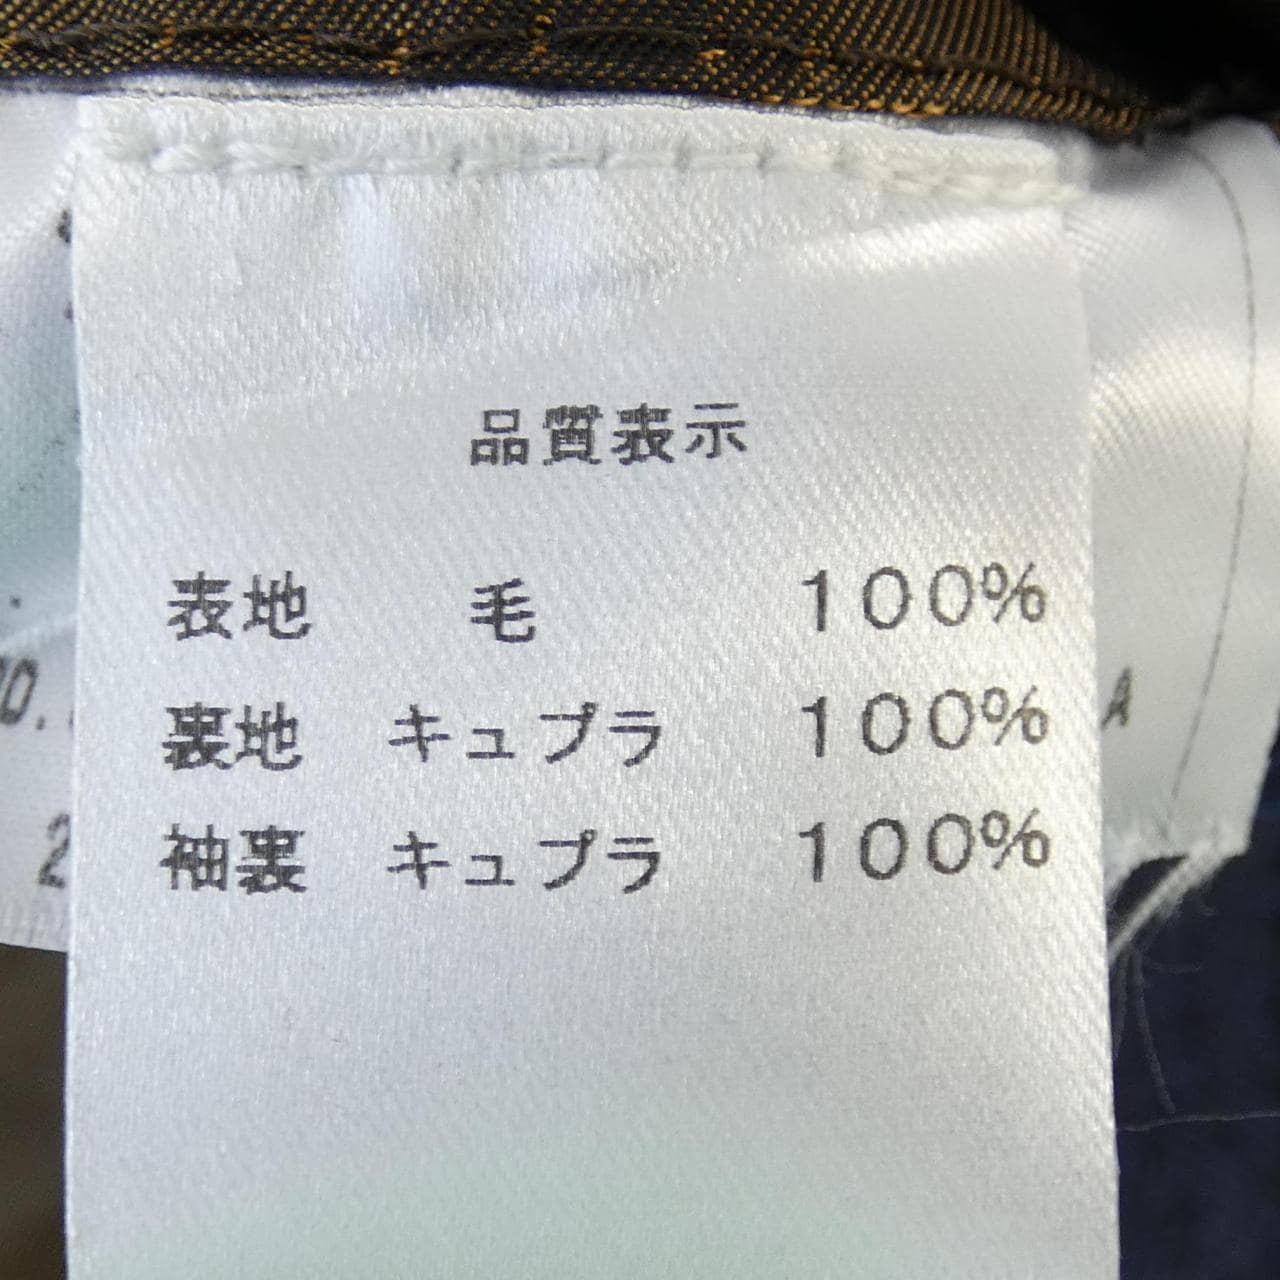 品質表示
表地 毛 100%
裏地 キュプラ 100%
袖裏 キュプラ 100%
A
2